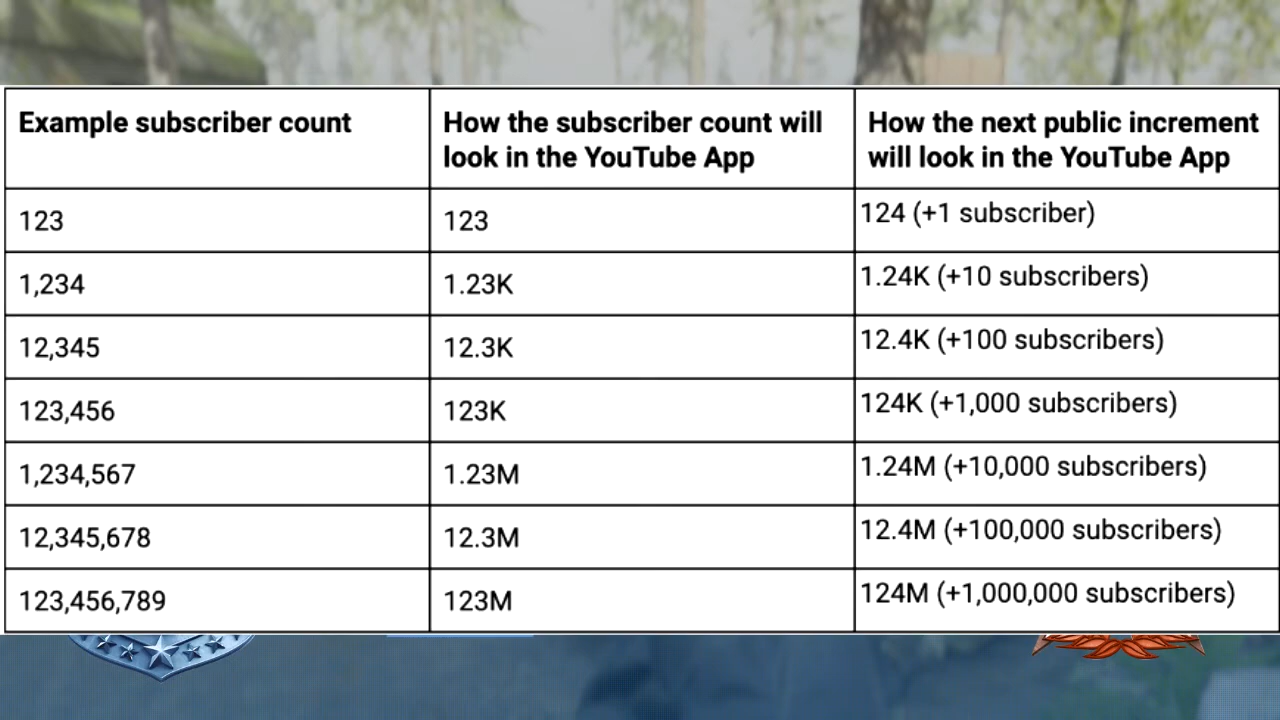 Example subscriber count
How the subscriber count will
look in the YouTube App
How the next public increment
will look in the YouTube App
123
123
124 (+1 subscriber)
1,234
1.23K
1.24K (+10 subscribers)
12,345
12.3K
12.4K (+100 subscribers)
123,456
123K
124K (+1,000 subscribers)
1,234,567
1.23M
1.24M (+10,000 subscribers)
12,345,678
12.3M
12.4M (+100,000 subscribers)
123,456,789
123M
124M (+1,000,000 subscribers)